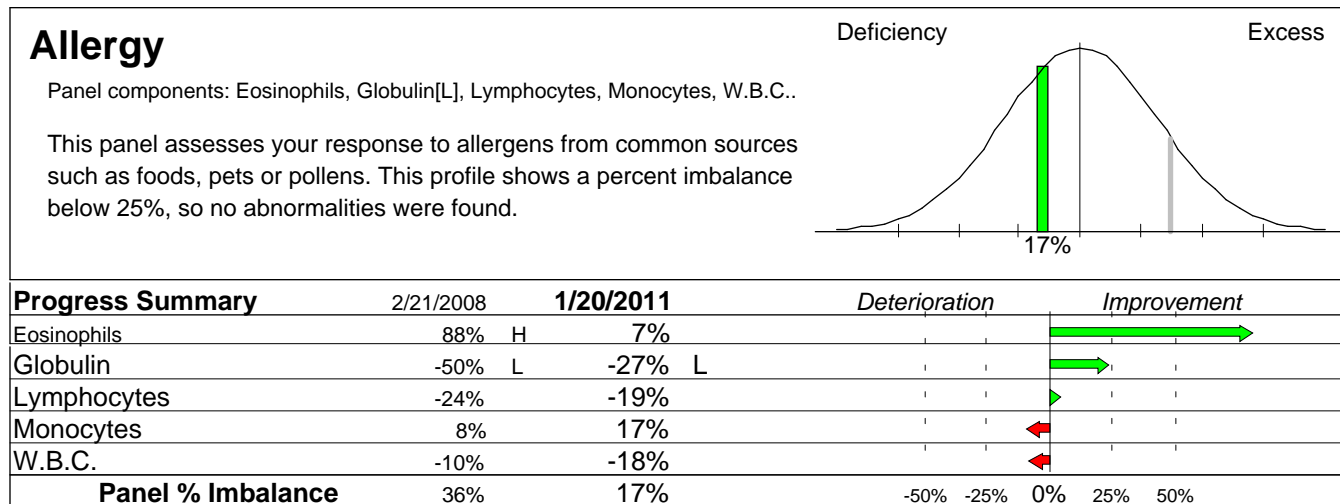 Allergy
Deficiency Excess
Panel components: Eosinophils, Globulin[L], Lymphocytes, Monocytes, W.B.C..
This panel assesses your response to allergens from common sources
such as foods, pets or pollens. This profile shows a percent imbalance
below 25%, so no abnormalities were found.
17%
Progress Summary 2/21/2008 1/20/2011 Deterioration Improvement
Eosinophils 88% H 7%
Globulin -50% L -27% L
Lymphocytes -24% -19%
Monocytes 8% 17%
W.B.C. -10% -18%
Panel % Imbalance 36% 17% -50% -25% 0% 25% 50%